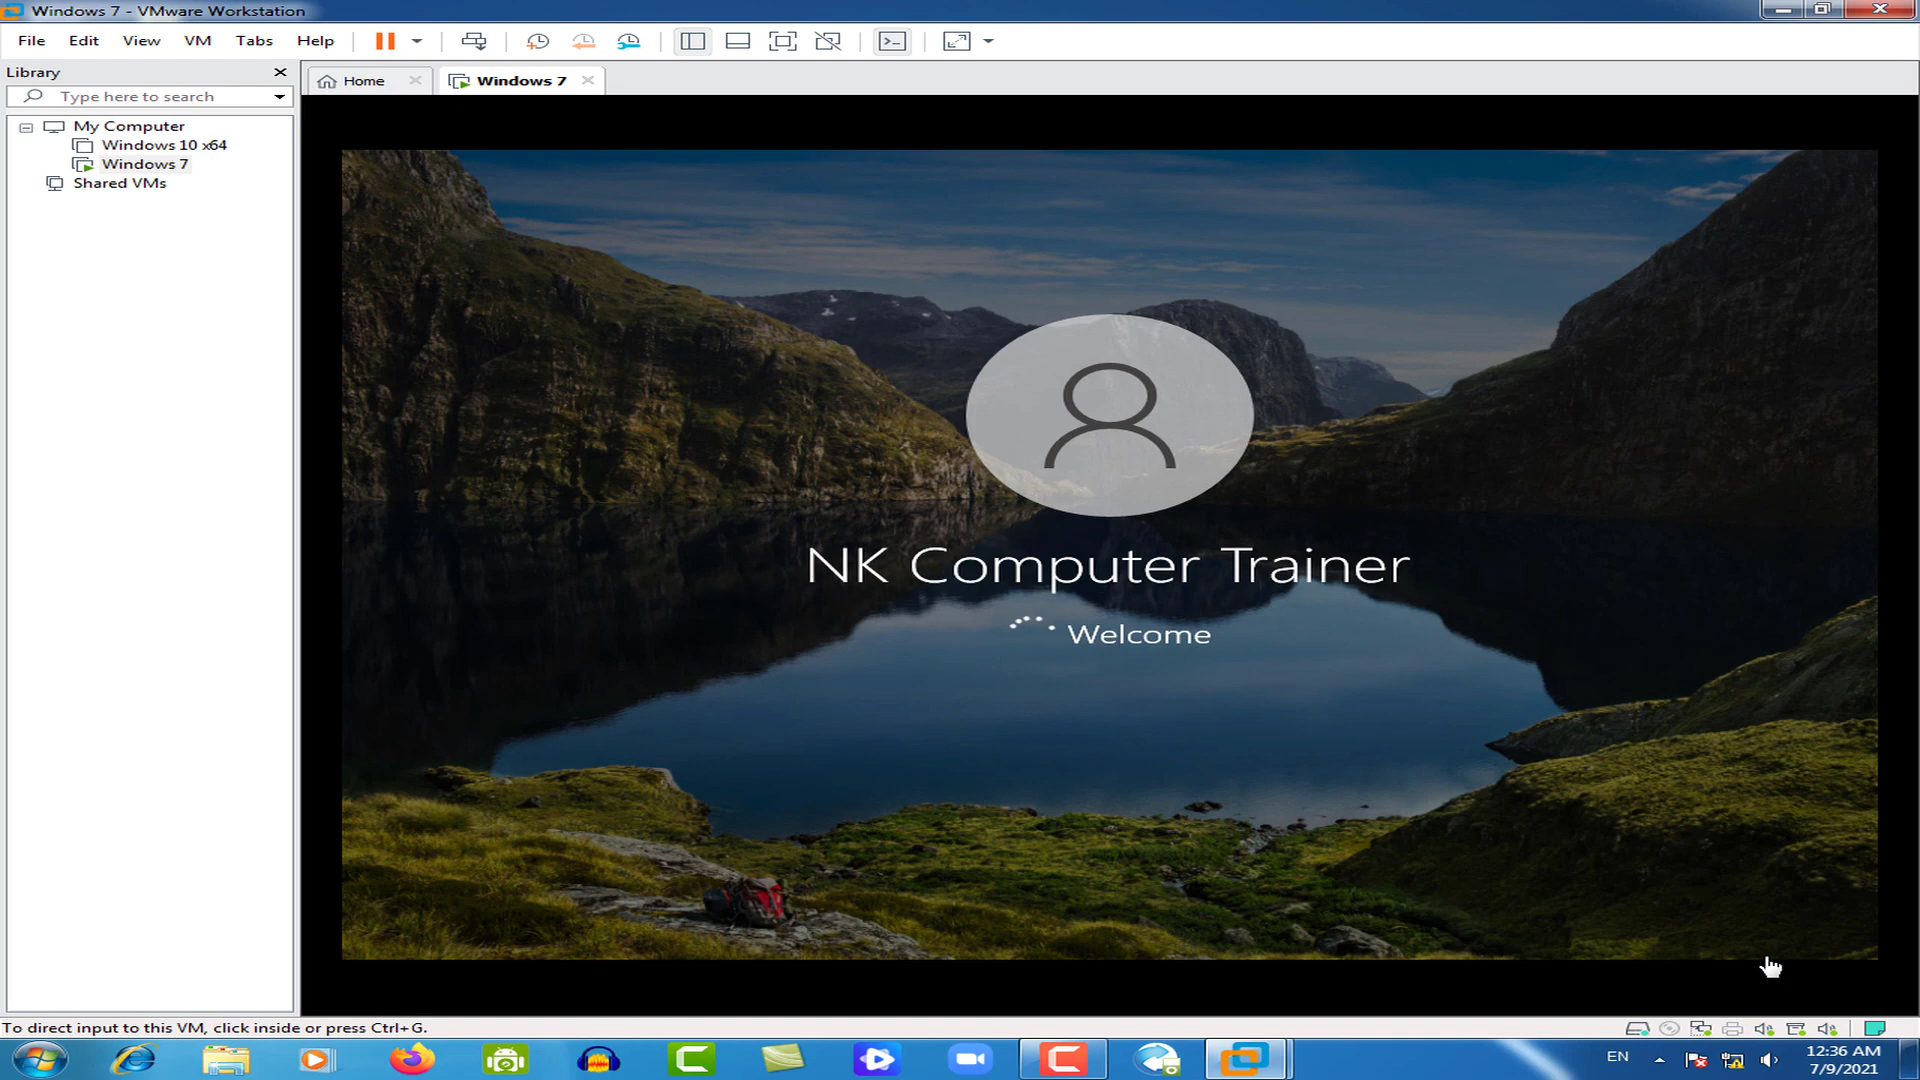 Windows 7 - VMware Workstation
File Edit View VM Tabs Help
Library
Home
Windows 7
Type here to search
My Computer
Windows 10 x64
Windows 7
Shared VMs
NK Computer Trainer
Welcome
To direct input to this VM, click inside or press Ctrl+G.
EN
12:36 AM
7/9/2021